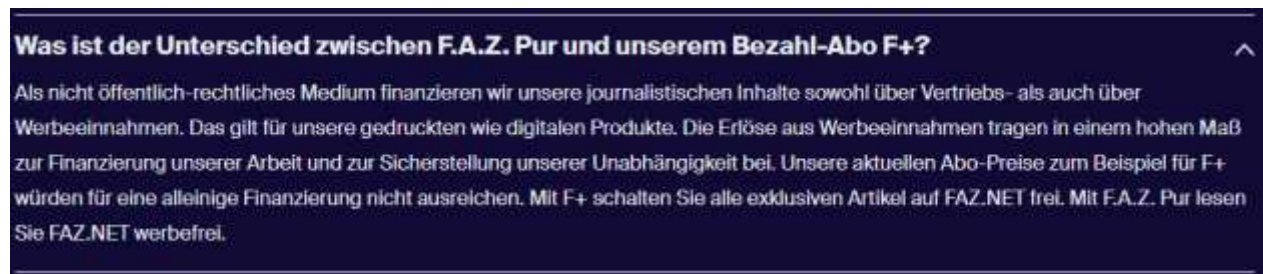 Was ist der Unterschied zwischen F.A.Z. Pur und unserem Bezahl-Abo F+?
Als nicht öffentlich-rechtliches Medium finanzieren wir unsere journalistischen Inhalte sowohl über Vertriebs- als auch über
Werbeeinnahmen. Das gilt für unsere gedruckten wie digitalen Produkte. Die Erlöse aus Werbeeinnahmen tragen in einem hohen Maß
zur Finanzierung unserer Arbeit und zur Sicherstellung unserer Unabhängigkeit bei. Unsere aktuellen Abo-Preise zum Beispiel für F+
würden für eine alleinige Finanzierung nicht ausreichen. Mit F+ schalten Sie alle exklusiven Artikel auf FAZ.NET frei. Mit F.A.Z. Pur lesen
Sie FAZ.NET werbefrei.